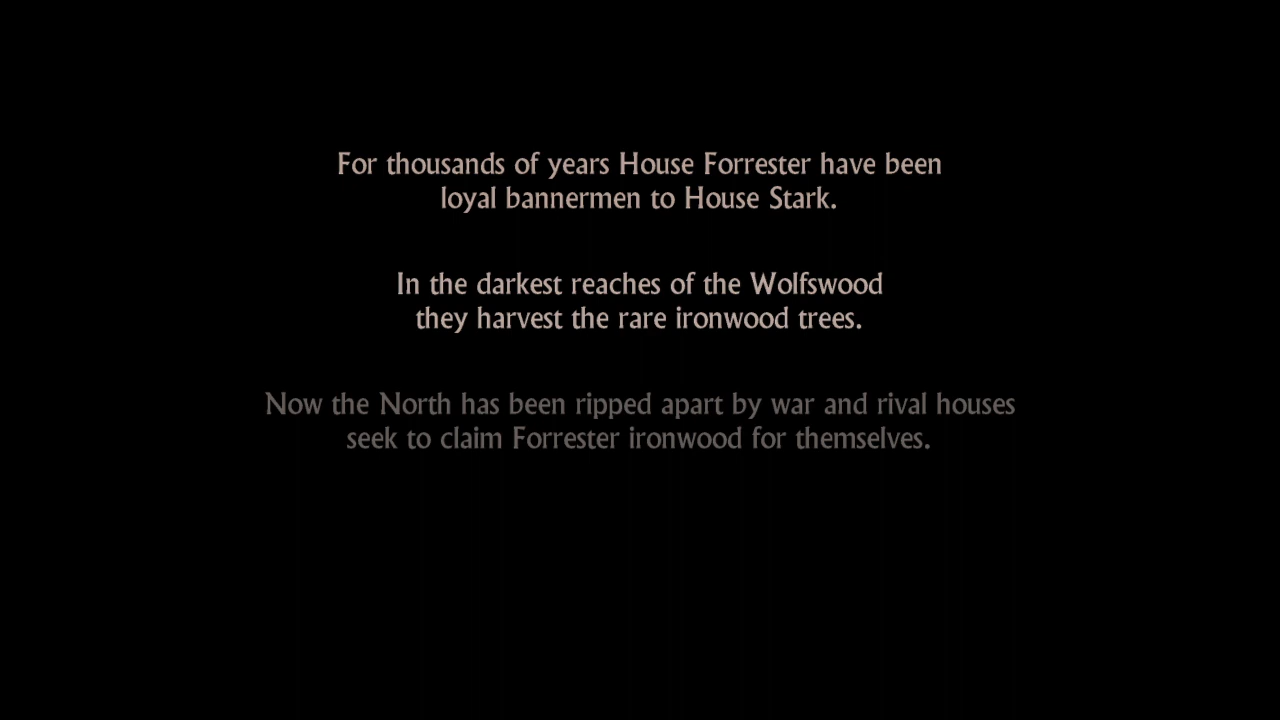 For thousands of years House Forrester have been
loyal bannermen to House Stark.
In the darkest reaches of the Wolfswood
they harvest the rare ironwood trees.
Now the North has been ripped apart by war and rival houses
seek to claim Forrester ironwood for themselves.